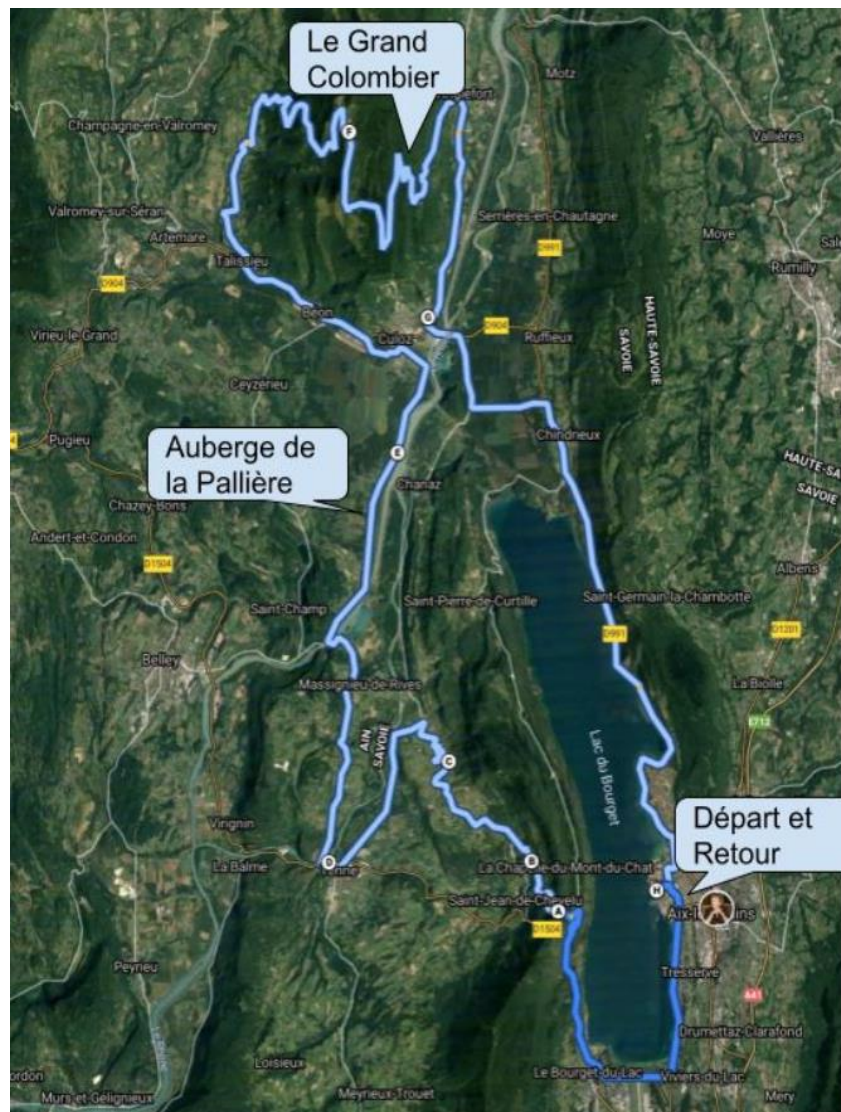 Le Grand
Colombier
Motz
Vallières
Champagne-en-Valromey
F
Valromey-sur-Séran
Artemare
Serrières-en-Chautagne
Moye
D991
Talissieu
Rumilly
D904
HAUTE-SAVOIE
SAVOIE
Béon
G
D904
Virieu-le-Grand
Culoz
Ruffieux
Ceyzérieu
Auberge de
la Pallière
Pugieu
Chindrieux
E
Chanaz
HAUTE-SA
SAVOIE
Chazey-Bons
Andert-et-Condon
D1504
Albens
Saint-Champ
Saint-Pierre-de-Curtille
Saint-Germain-la-Chambotte
D991
D1201
Belley
Massignieu-de-Rives
La Biolle
AIN
SAVOIE
E712
Lac du Bourget
C
Départ et
Retour
Virignin
D
B
La Balme
La Chapelle-du-Mont-du-Chat
H
Saint-Jean-de-Chevelu
A
D1504
Peyrieu
Tresserve
A41
Drumettaz-Clarafond
Loisieux
Le Bourget-du-Lac
Viviers-du-Lac
Murs-et-Gélignieux
Meyrieux-Trouet
Mery